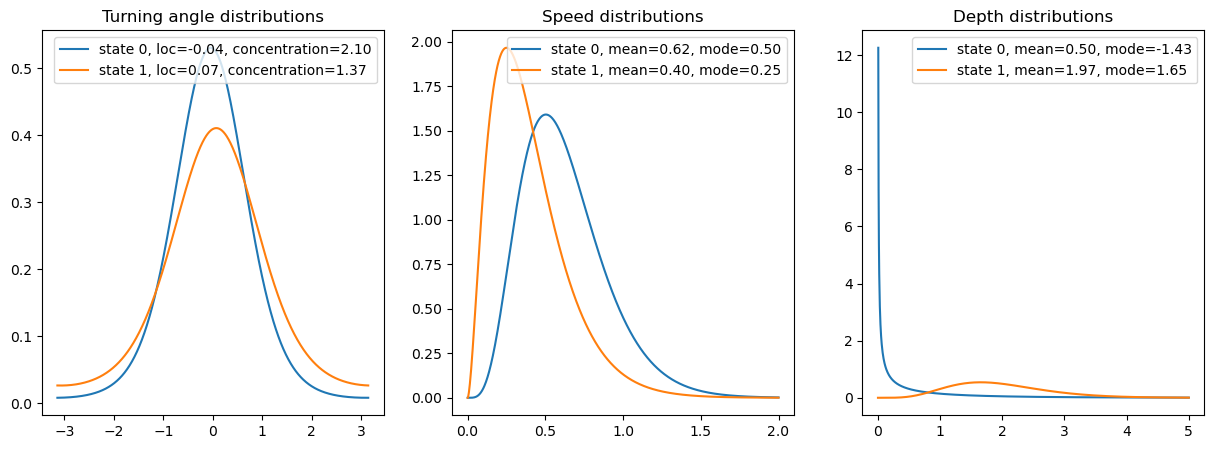 Turning angle distributions
state 0, loc=-0.04, concentration=2.10
state 1, loc=0.07, concentration=1.37
0.5
0.4
0.3
0.2
0.1
0.0
−3 −2 −1 0 1 2 3
Speed distributions
state 0, mean=0.62, mode=0.50
state 1, mean=0.40, mode=0.25
2.00
1.75
1.50
1.25
1.00
0.75
0.50
0.25
0.00
0.0 0.5 1.0 1.5 2.0
Depth distributions
state 0, mean=0.50, mode=-1.43
state 1, mean=1.97, mode=1.65
12
10
8
6
4
2
0
0 1 2 3 4 5